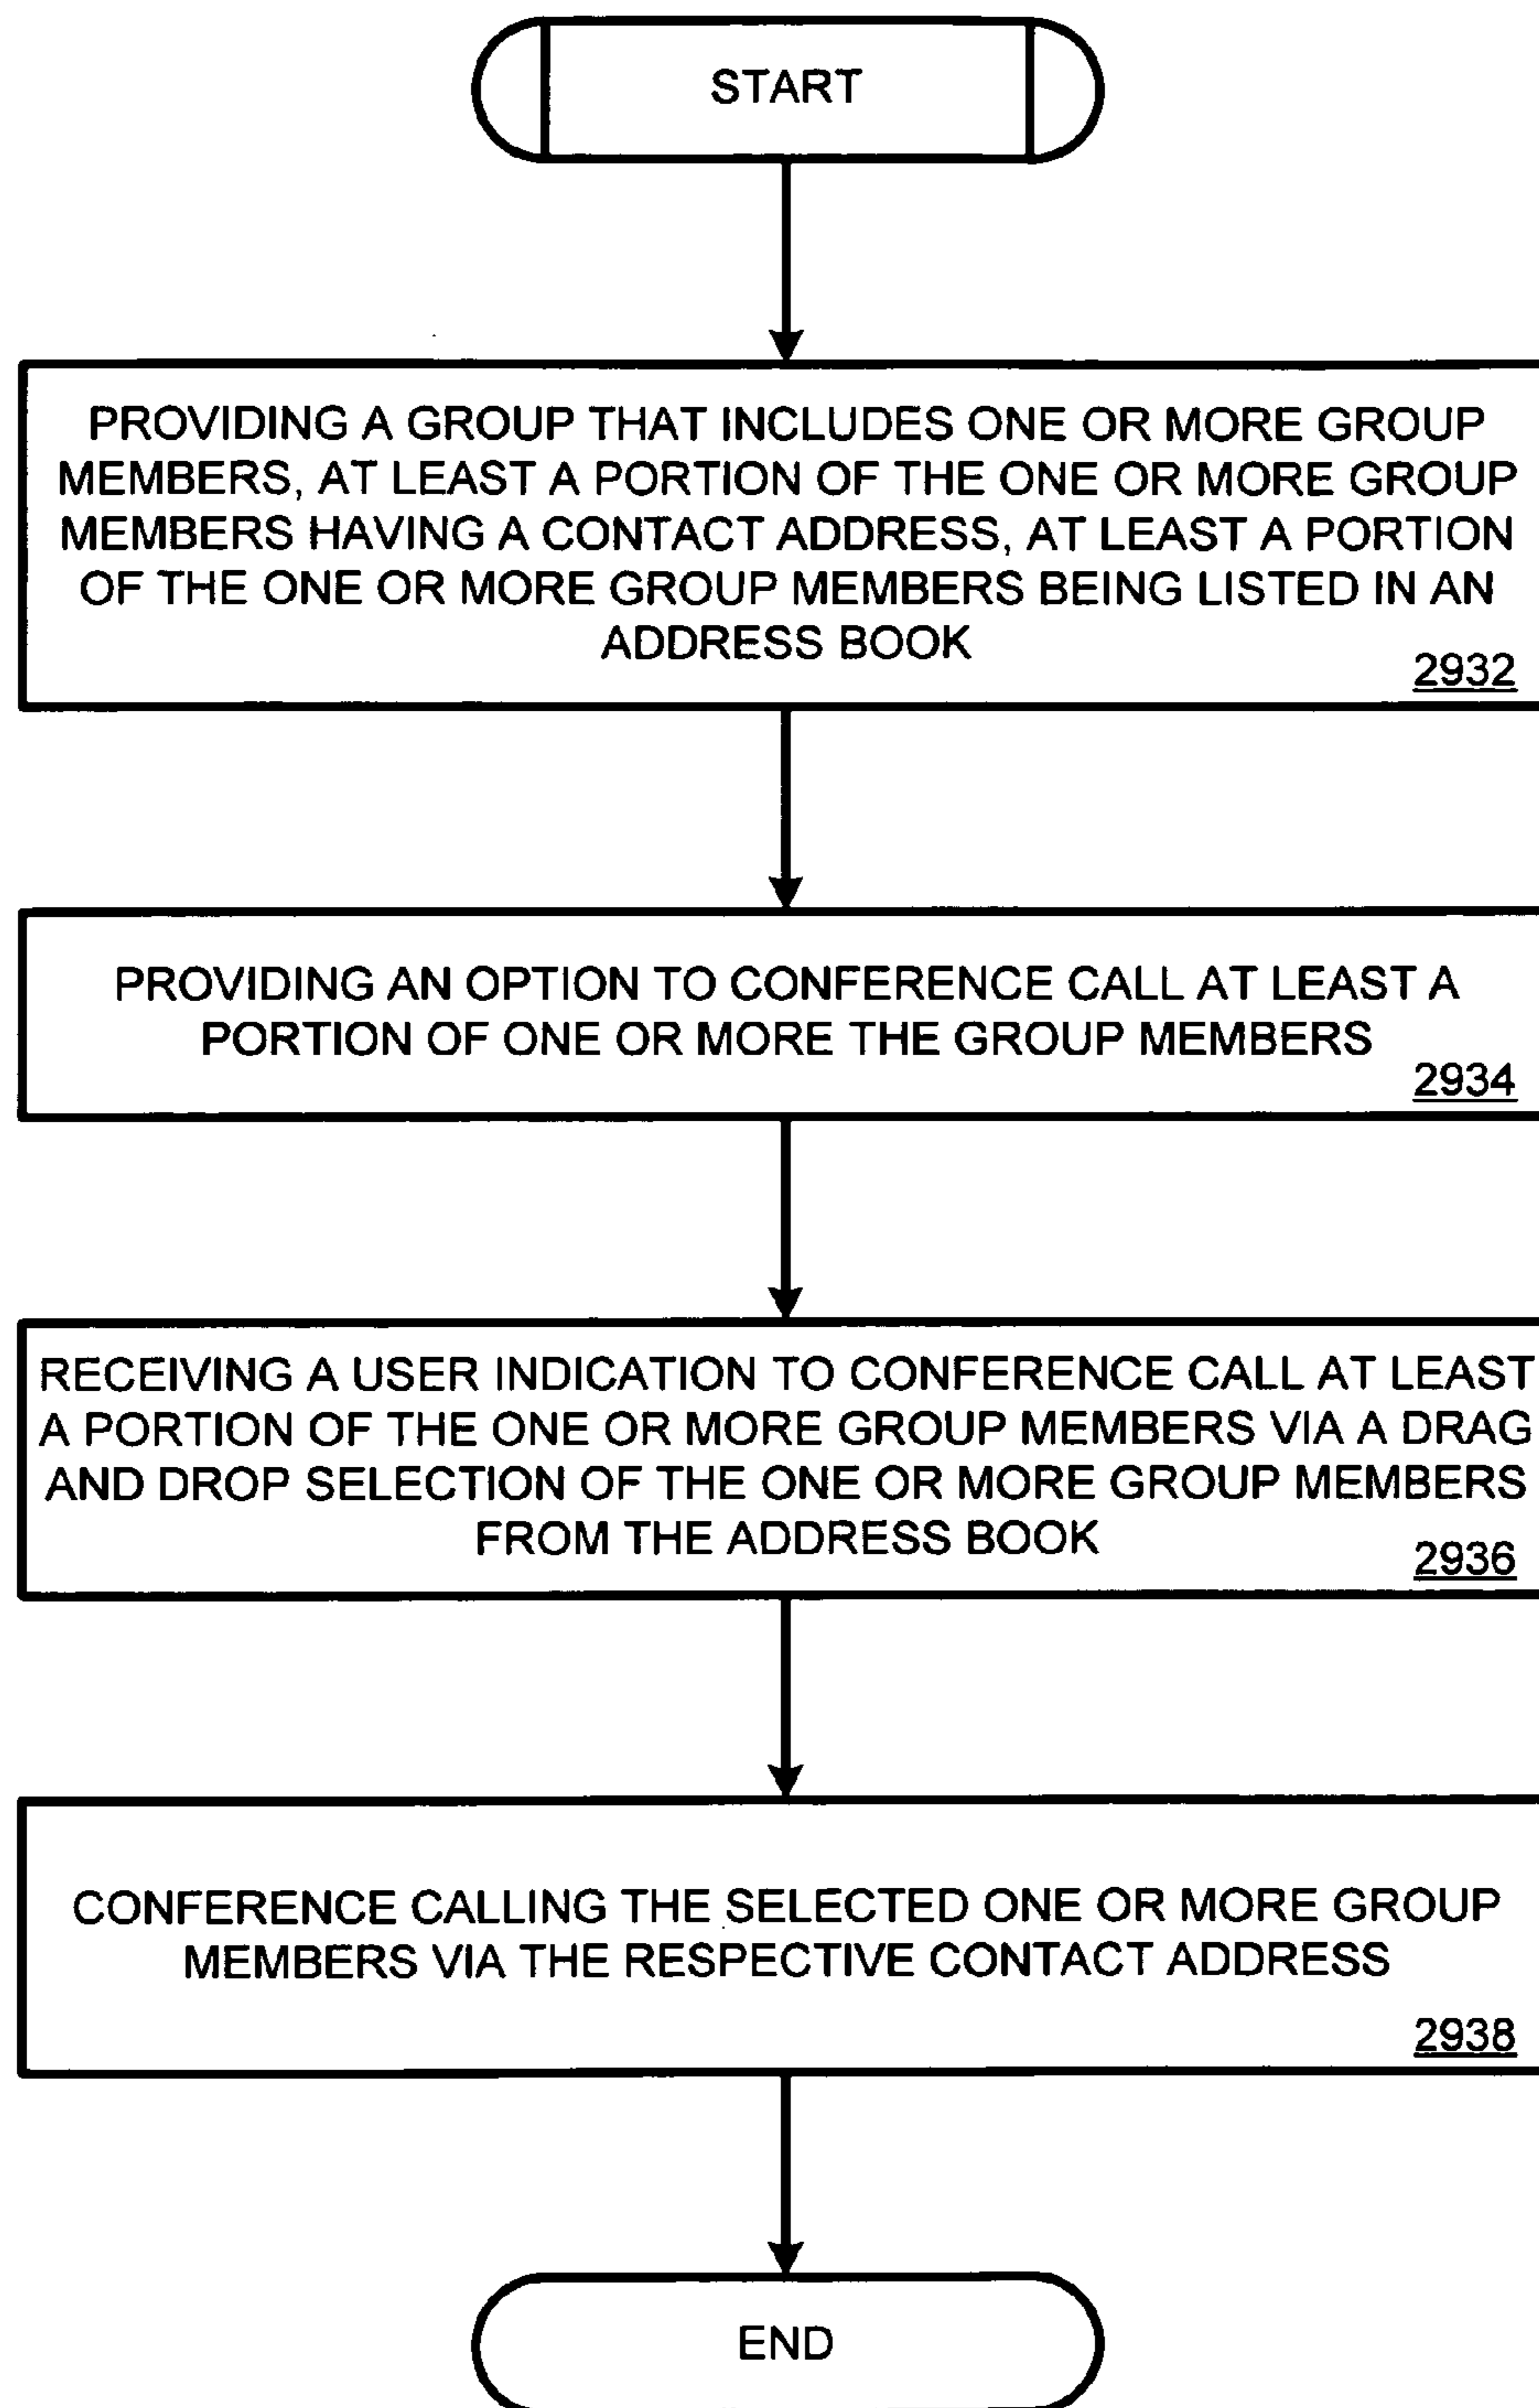 START
PROVIDING A GROUP THAT INCLUDES ONE OR MORE GROUP
MEMBERS, AT LEAST A PORTION OF THE ONE OR MORE GROUP
MEMBERS HAVING A CONTACT ADDRESS, AT LEAST A PORTION
OF THE ONE OR MORE GROUP MEMBERS BEING LISTED IN AN
ADDRESS BOOK
2932
PROVIDING AN OPTION TO CONFERENCE CALL AT LEAST A
PORTION OF ONE OR MORE THE GROUP MEMBERS
2934
RECEIVING A USER INDICATION TO CONFERENCE CALL AT LEAST
A PORTION OF THE ONE OR MORE GROUP MEMBERS VIA A DRAG
AND DROP SELECTION OF THE ONE OR MORE GROUP MEMBERS
FROM THE ADDRESS BOOK
2936
CONFERENCE CALLING THE SELECTED ONE OR MORE GROUP
MEMBERS VIA THE RESPECTIVE CONTACT ADDRESS
2938
END